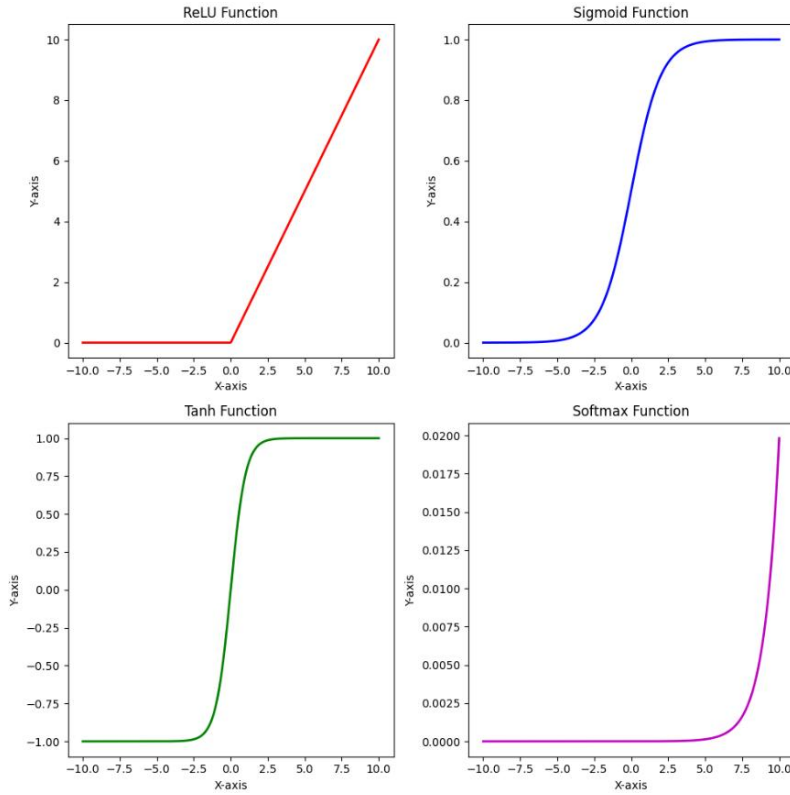 ReLU Function
10
8
6
4
2
0
Y-axis
−10.0 −7.5 −5.0 −2.5 0.0 2.5 5.0 7.5 10.0
X-axis
Sigmoid Function
1.0
0.8
0.6
0.4
0.2
0.0
Y-axis
−10.0 −7.5 −5.0 −2.5 0.0 2.5 5.0 7.5 10.0
X-axis
Tanh Function
1.00
0.75
0.50
0.25
0.00
−0.25
−0.50
−0.75
−1.00
Y-axis
−10.0 −7.5 −5.0 −2.5 0.0 2.5 5.0 7.5 10.0
X-axis
Softmax Function
0.0200
0.0175
0.0150
0.0125
0.0100
0.0075
0.0050
0.0025
0.0000
Y-axis
−10.0 −7.5 −5.0 −2.5 0.0 2.5 5.0 7.5 10.0
X-axis